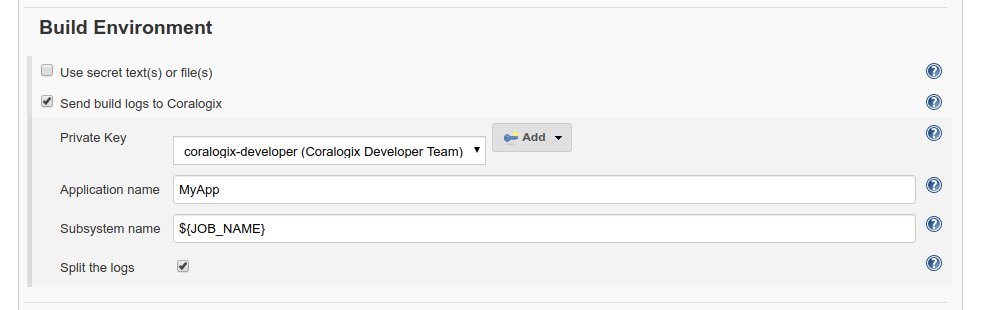 Build Environment
Use secret text(s) or file(s)
Send build logs to Coralogix
Private Key
coralogix-developer (Coralogix Developer Team)
Add
Application name
MyApp
Subsystem name
${JOB_NAME}
Split the logs